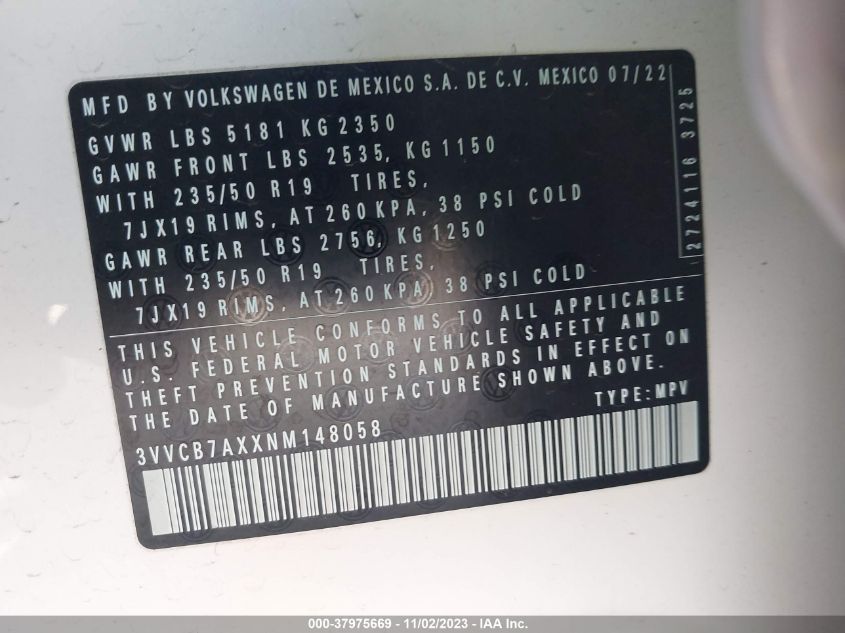 MFD BY VOLKSWAGEN DE MEXICO S.A. DE C.V. MEXICO 07/22
GVWR LBS 5181 KG 2350
GAWR FRONT LBS 2535, KG 1150
WITH 235/50 R19 TIRES,
7JX19 RIMS, AT 260 KPA, 38 PSI COLD
GAWR REAR LBS 2756, KG 1250
WITH 235/50 R19 TIRES,
7JX19 RIMS, AT 260 KPA, 38 PSI COLD
2724116 3725
THIS VEHICLE CONFORMS TO ALL APPLICABLE
U.S. FEDERAL MOTOR VEHICLE SAFETY AND
THEFT PREVENTION STANDARDS IN EFFECT ON
THE DATE OF MANUFACTURE SHOWN ABOVE.
TYPE: MPV
3VVCB7AXXNM148058
000-37975669 - 11/02/2023 - IAA Inc.